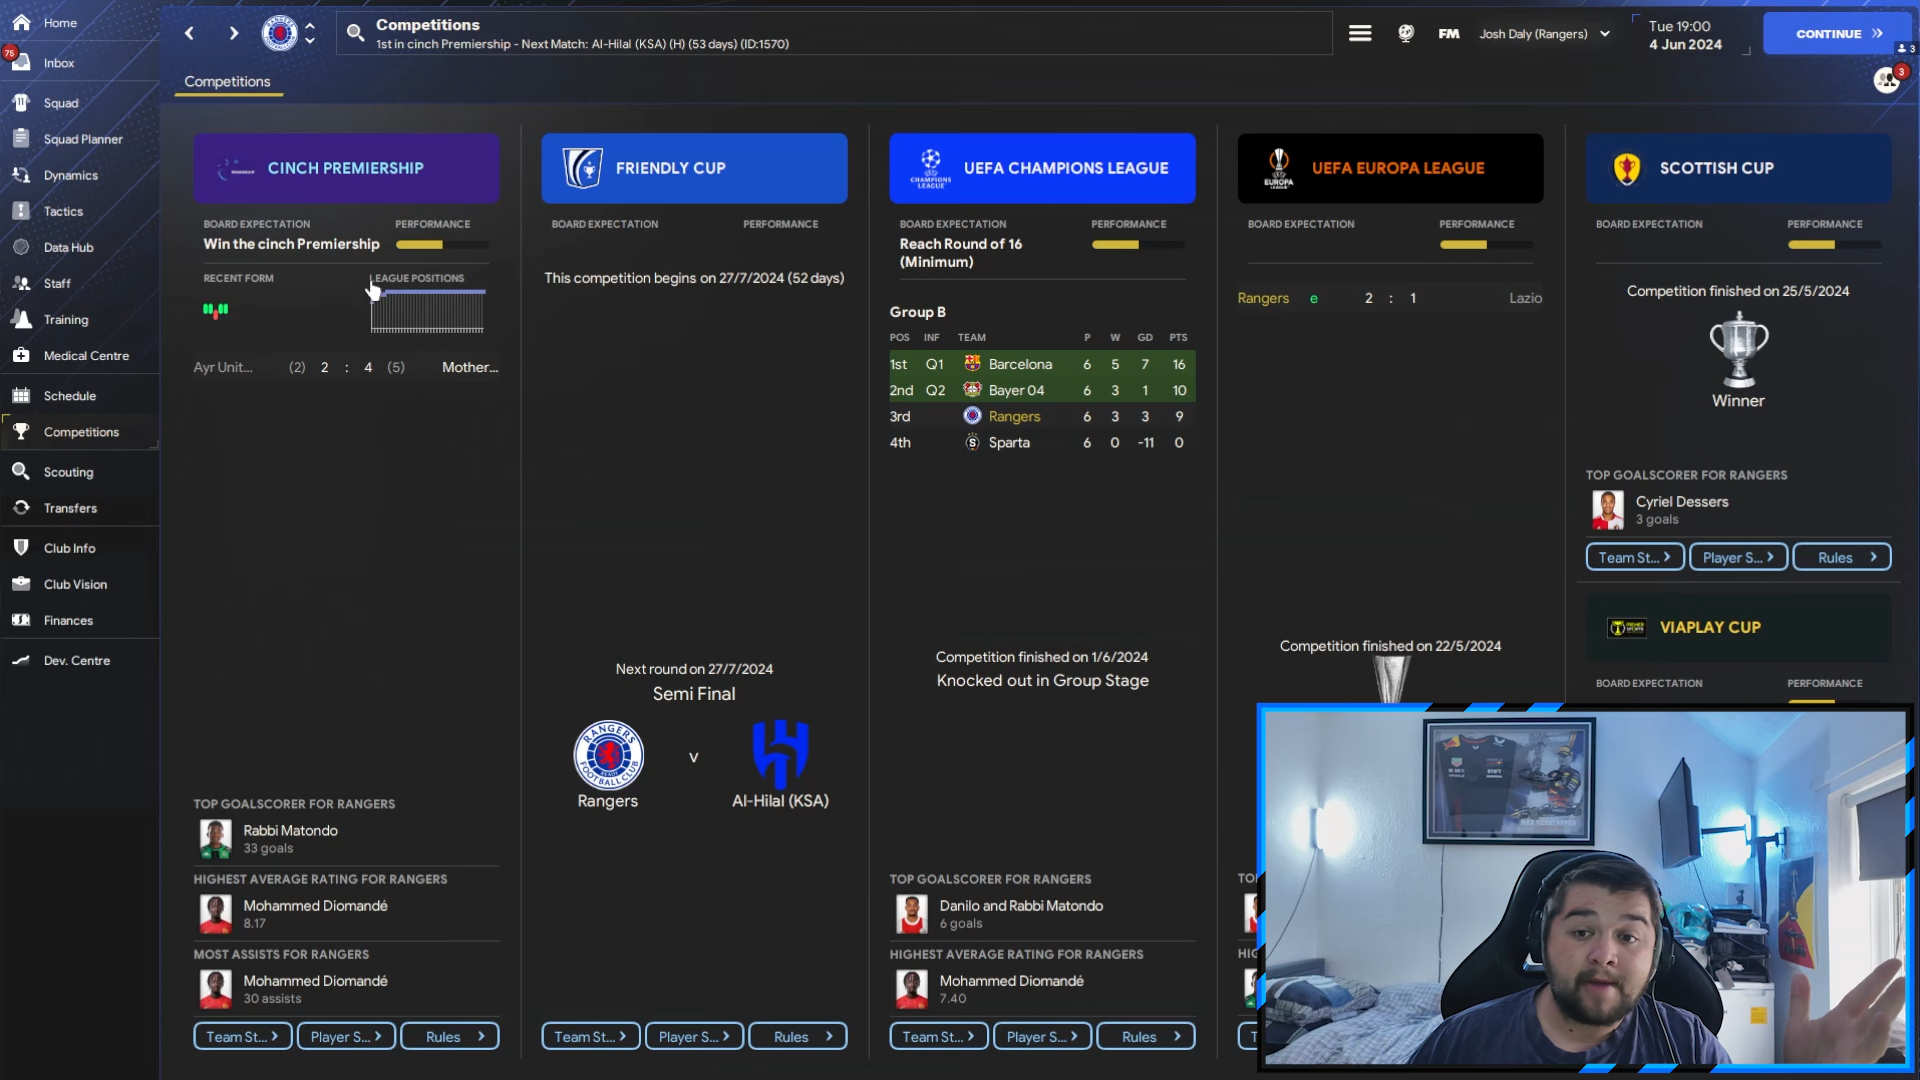 Home
75
Inbox
Squad
Squad Planner
Dynamics
Tactics
Data Hub
Staff
Training
Medical Centre
Schedule
Competitions
Scouting
Transfers
Club Info
Club Vision
Finances
Dev. Centre
Competitions
1st in cinch Premiership - Next Match: Al-Hilal (KSA) (H) (53 days) (ID:1570)
FM
Josh Daly (Rangers)
Tue 19:00
4 Jun 2024
CONTINUE
3
3
Competitions
CINCH PREMIERSHIP
BOARD EXPECTATION PERFORMANCE
Win the cinch Premiership
RECENT FORM LEAGUE POSITIONS
Ayr Unit... (2) 2 : 4 (5) Mother...
TOP GOALSCORER FOR RANGERS
Rabbi Matondo
33 goals
HIGHEST AVERAGE RATING FOR RANGERS
Mohammed Diomandé
8.17
MOST ASSISTS FOR RANGERS
Mohammed Diomandé
30 assists
Team St... Player S... Rules
FRIENDLY CUP
BOARD EXPECTATION PERFORMANCE
This competition begins on 27/7/2024 (52 days)
Next round on 27/7/2024
Semi Final
RANGERS
READY
FOOTBALL CLUB
v
Rangers Al-Hilal (KSA)
Team St... Player S... Rules
CHAMPIONS
LEAGUE
UEFA CHAMPIONS LEAGUE
BOARD EXPECTATION PERFORMANCE
Reach Round of 16
(Minimum)
Group B
POS INF TEAM P W GD PTS
1st Q1 Barcelona 6 5 7 16
2nd Q2 Bayer 04 6 3 1 10
3rd Rangers 6 3 3 9
4th Sparta 6 0 -11 0
Competition finished on 1/6/2024
Knocked out in Group Stage
TOP GOALSCORER FOR RANGERS
Danilo and Rabbi Matondo
6 goals
HIGHEST AVERAGE RATING FOR RANGERS
Mohammed Diomandé
7.40
Team St... Player S... Rules
EUROPA
LEAGUE
UEFA EUROPA LEAGUE
BOARD EXPECTATION PERFORMANCE
Rangers e 2 : 1 Lazio
Competition finished on 22/5/2024
SCOTTISH CUP
BOARD EXPECTATION PERFORMANCE
Competition finished on 25/5/2024
Winner
TOP GOALSCORER FOR RANGERS
Cyriel Dessers
3 goals
Team St... Player S... Rules
VIAPLAY CUP
BOARD EXPECTATION PERFORMANCE